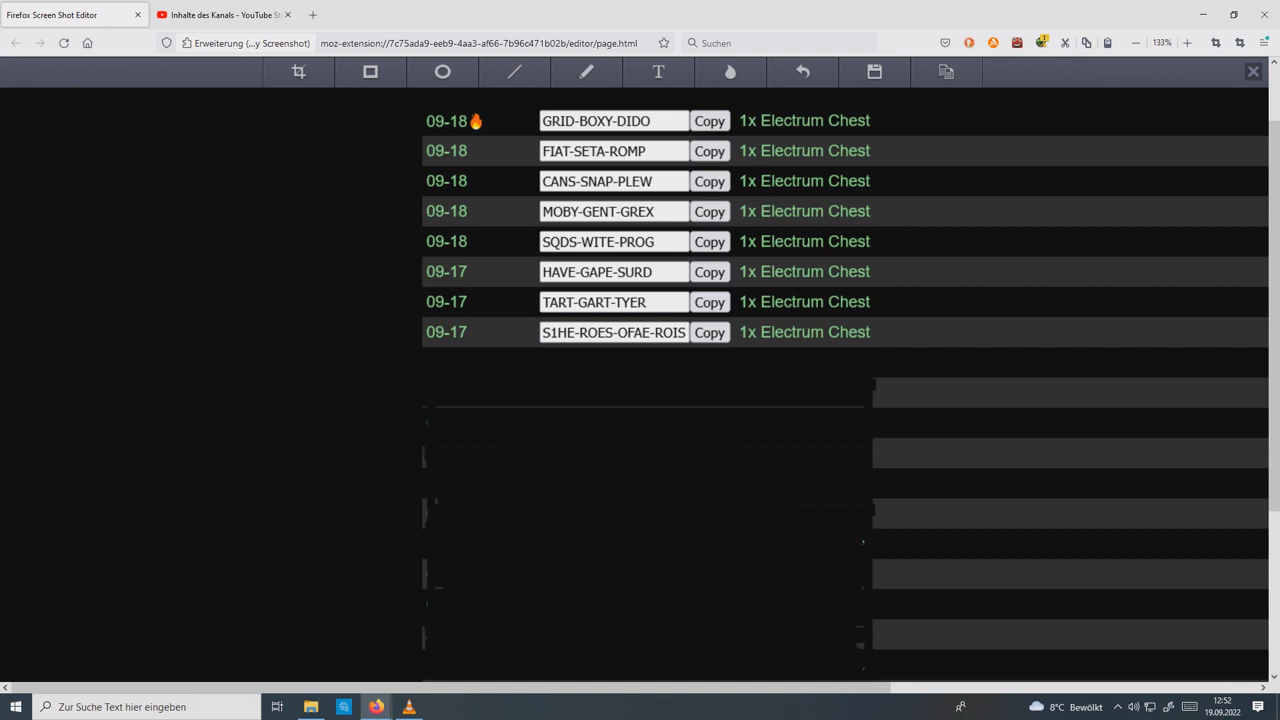 Firefox Screen Shot Editor
Inhalte des Kanals - YouTube St
Erweiterung (...y Screenshot)
moz-extension://7c75ada9-eeb9-4aa3-af66-7b96c471b02b/editor/page.html
Suchen
133%
T
09-18 GRID-BOXY-DIDO Copy 1x Electrum Chest
09-18 FIAT-SETA-ROMP Copy 1x Electrum Chest
09-18 CANS-SNAP-PLEW Copy 1x Electrum Chest
09-18 MOBY-GENT-GREX Copy 1x Electrum Chest
09-18 SQDS-WITE-PROG Copy 1x Electrum Chest
09-17 HAVE-GAPE-SURD Copy 1x Electrum Chest
09-17 TART-GART-TYER Copy 1x Electrum Chest
09-17 S1HE-ROES-OFAE-ROIS Copy 1x Electrum Chest
Zur Suche Text hier eingeben
8°C Bewölkt
12:52
19.09.2022